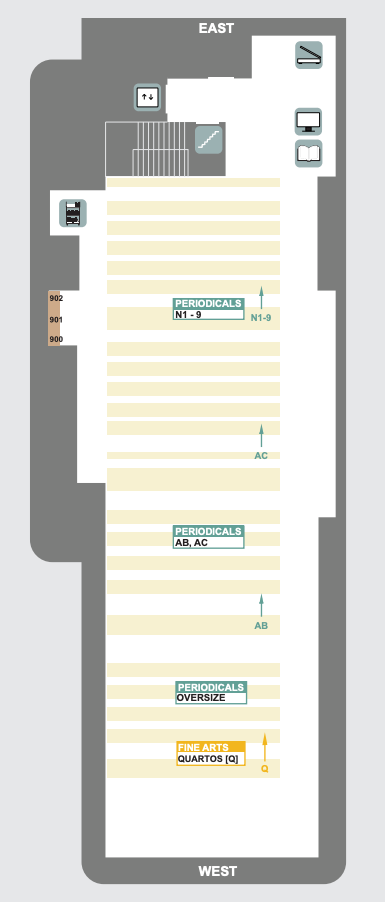 EAST
902
PERIODICALS
N1 - 9
N1-9
901
900
AC
PERIODICALS
AB, AC
AB
PERIODICALS
OVERSIZE
FINE ARTS
QUARTOS [Q]
Q
WEST